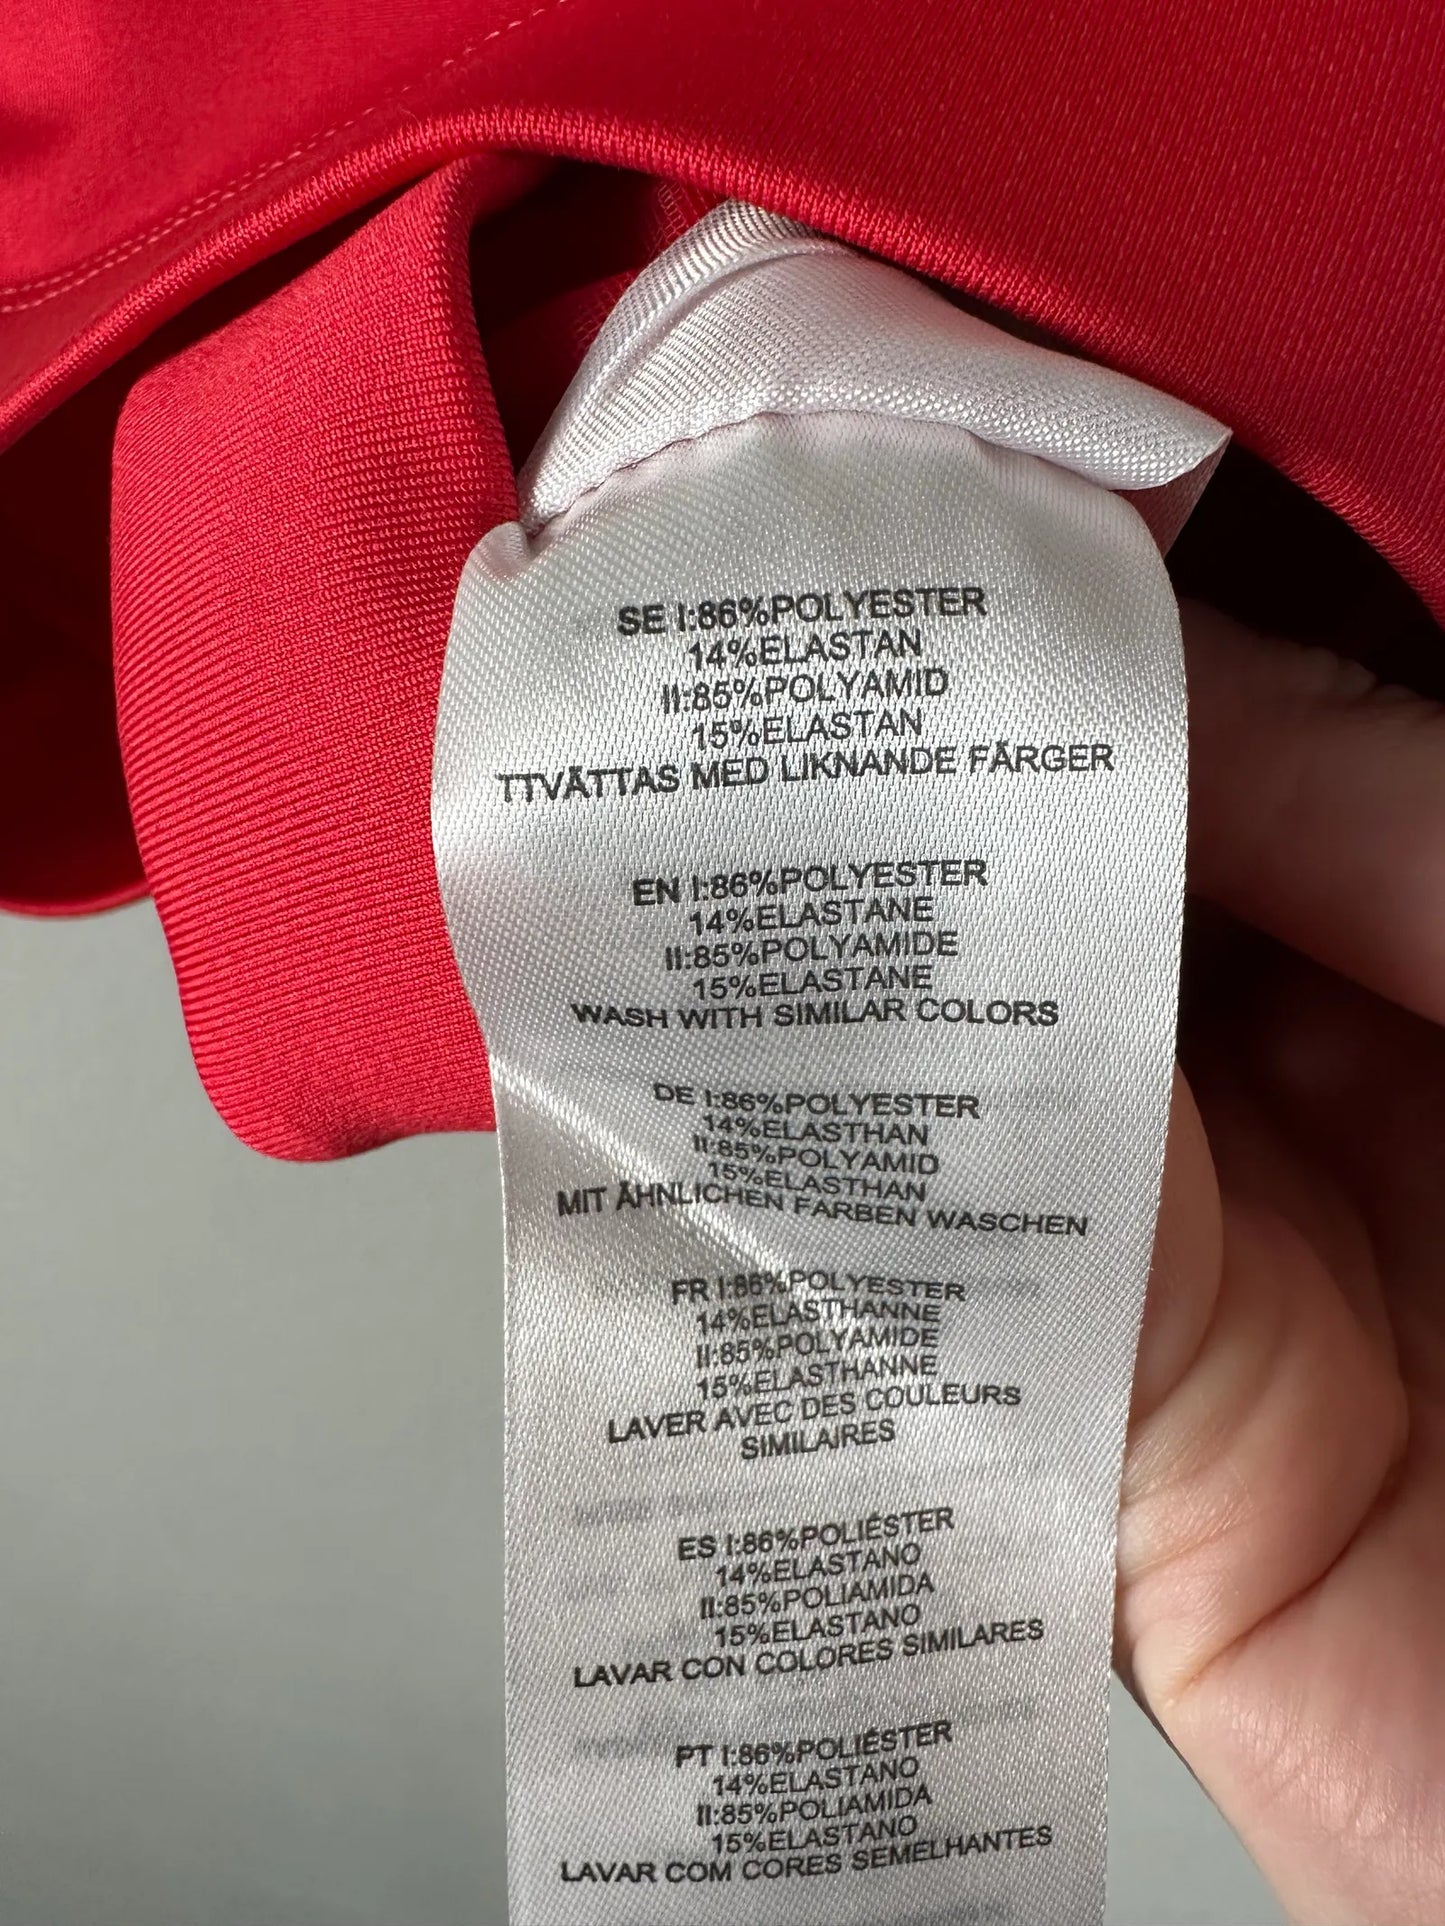 SE I:86%POLYESTER
14%ELASTAN
II:85%POLYAMID
15%ELASTAN
TTVÄTTAS MED LIKNANDE FÄRGER
EN I:86%POLYESTER
14%ELASTANE
II:85%POLYAMIDE
15%ELASTANE
WASH WITH SIMILAR COLORS
DE I:86%POLYESTER
14%ELASTHAN
II:85%POLYAMID
15%ELASTHAN
MIT ÄHNLICHEN FARBEN WASCHEN
FR I:86%POLYESTER
14%ELASTHANNE
II:85%POLYAMIDE
15%ELASTHANNE
LAVER AVEC DES COULEURS
SIMILAIRES
ES I:86%POLIÉSTER
14%ELASTANO
II:85%POLIAMIDA
15%ELASTANO
LAVAR CON COLORES SIMILARES
PT I:86%POLIÉSTER
14%ELASTANO
II:85%POLIAMIDA
15%ELASTANO
LAVAR COM CORES SEMELHANTES